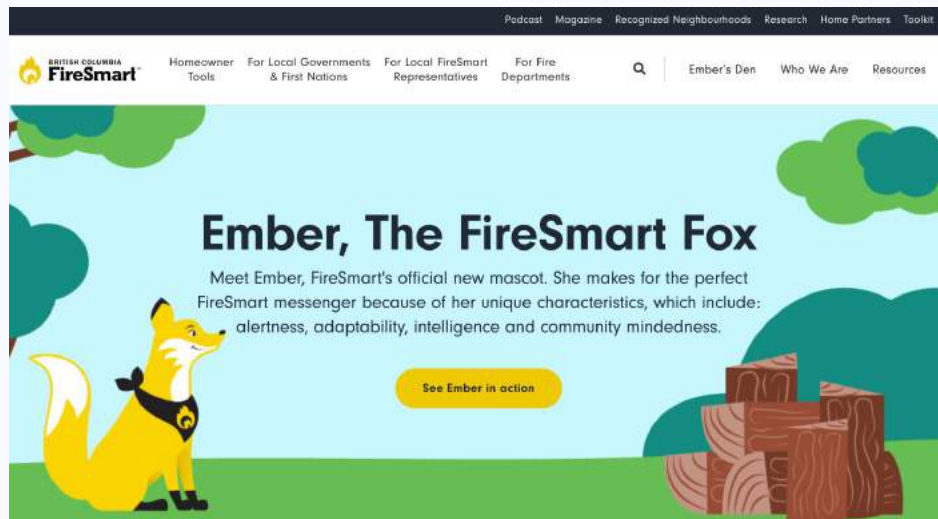 Podcast Magazine Recognized Neighbourhoods Research Home Partners Toolkit
BRITISH COLUMBIA
FireSmart™
Homeowner Tools
For Local Governments & First Nations
For Local FireSmart Representatives
For Fire Departments
Ember's Den
Who We Are
Resources
Ember, The FireSmart Fox
Meet Ember, FireSmart's official new mascot. She makes for the perfect
FireSmart messenger because of her unique characteristics, which include:
alertness, adaptability, intelligence and community mindedness.
See Ember in action